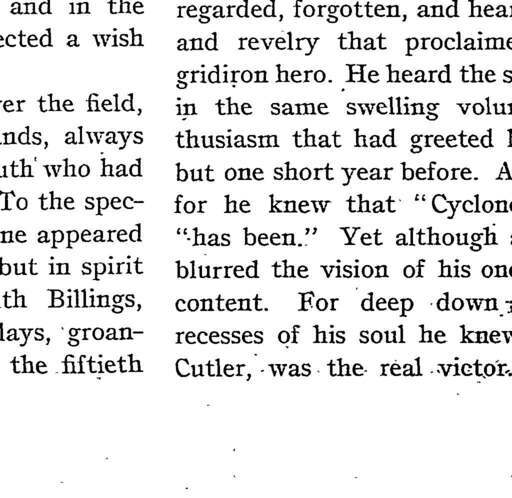 and in the
ected a wish
er the field,
nds, always
uth who had
To the spec-
ne appeared
but in spirit
th Billings,
lays, groan-
the fiftieth
regarded, forgotten, and hear
and revelry that proclaime
gridiron hero. He heard the s
in the same swelling volu
thusiasm that had greeted
but one short year before. A
for he knew that "Cyclone
"has been." Yet although
blurred the vision of his one
content. For deep down
recesses of his soul he knew
Cutler, was the real victor.